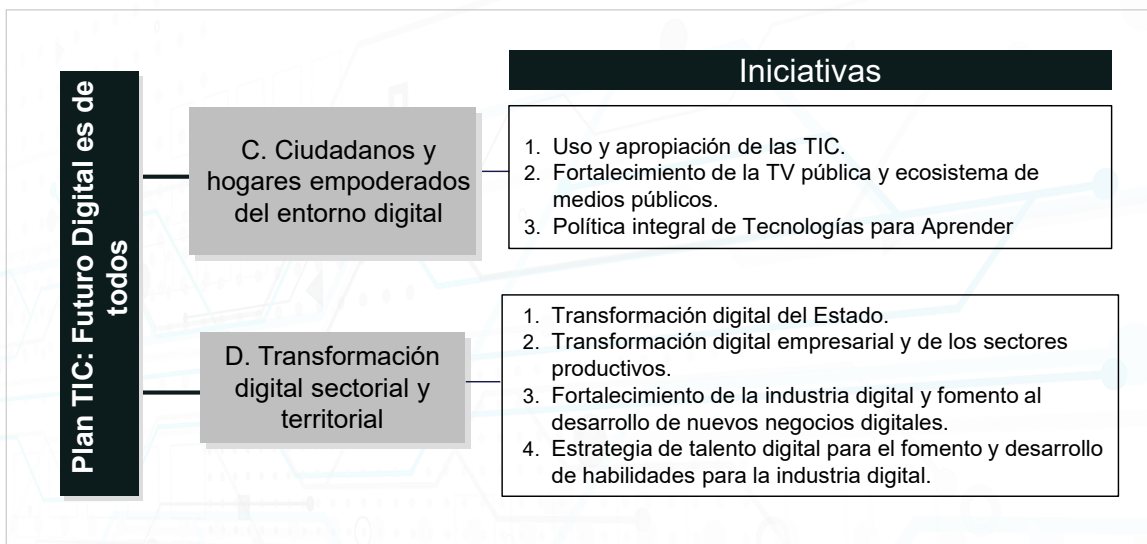 Plan TIC: Futuro Digital es de
todos
Iniciativas
C. Ciudadanos y
hogares empoderados
del entorno digital
1. Uso y apropiación de las TIC.
2. Fortalecimiento de la TV pública y ecosistema de
medios públicos.
3. Política integral de Tecnologías para Aprender
D. Transformación
digital sectorial y
territorial
1. Transformación digital del Estado.
2. Transformación digital empresarial y de los sectores
productivos.
3. Fortalecimiento de la industria digital y fomento al
desarrollo de nuevos negocios digitales.
4. Estrategia de talento digital para el fomento y desarrollo
de habilidades para la industria digital.